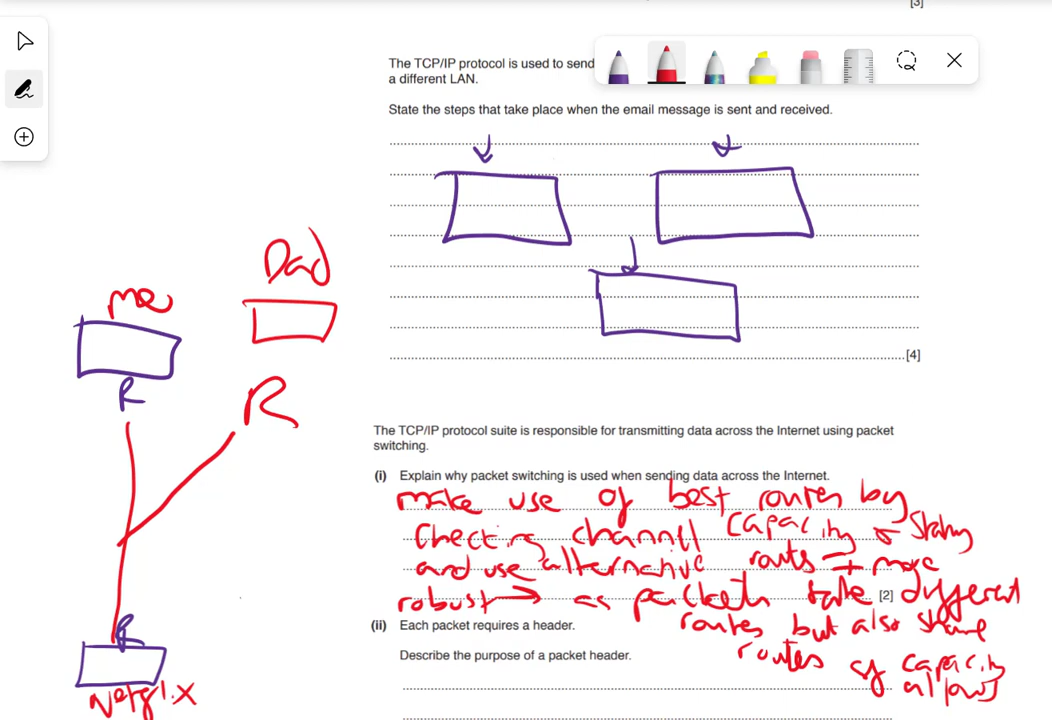 [3]
The TCP/IP protocol is used to send
a different LAN.
State the steps that take place when the email message is sent and received.
[4]
Dad
me
R
R
R
Netflix
The TCP/IP protocol suite is responsible for transmitting data across the Internet using packet
switching.
(i) Explain why packet switching is used when sending data across the Internet.
make use of best routes by
checking channel capacity &
and use alternative routs + more
robust → as packets take different
routes but also share
routes if capacity
allows
[2]
(ii) Each packet requires a header.
Describe the purpose of a packet header.